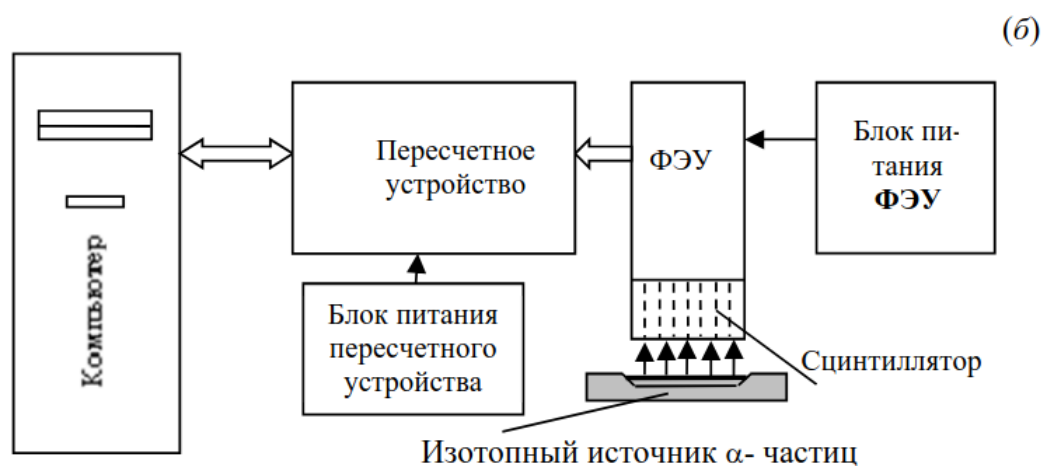 (б)
Компьютер
Пересчетное
устройство
ФЭУ
Блок пи-
тания
ФЭУ
Блок питания
пересчетного
устройства
Сцинтиллятор
Изотопный источник α- частиц